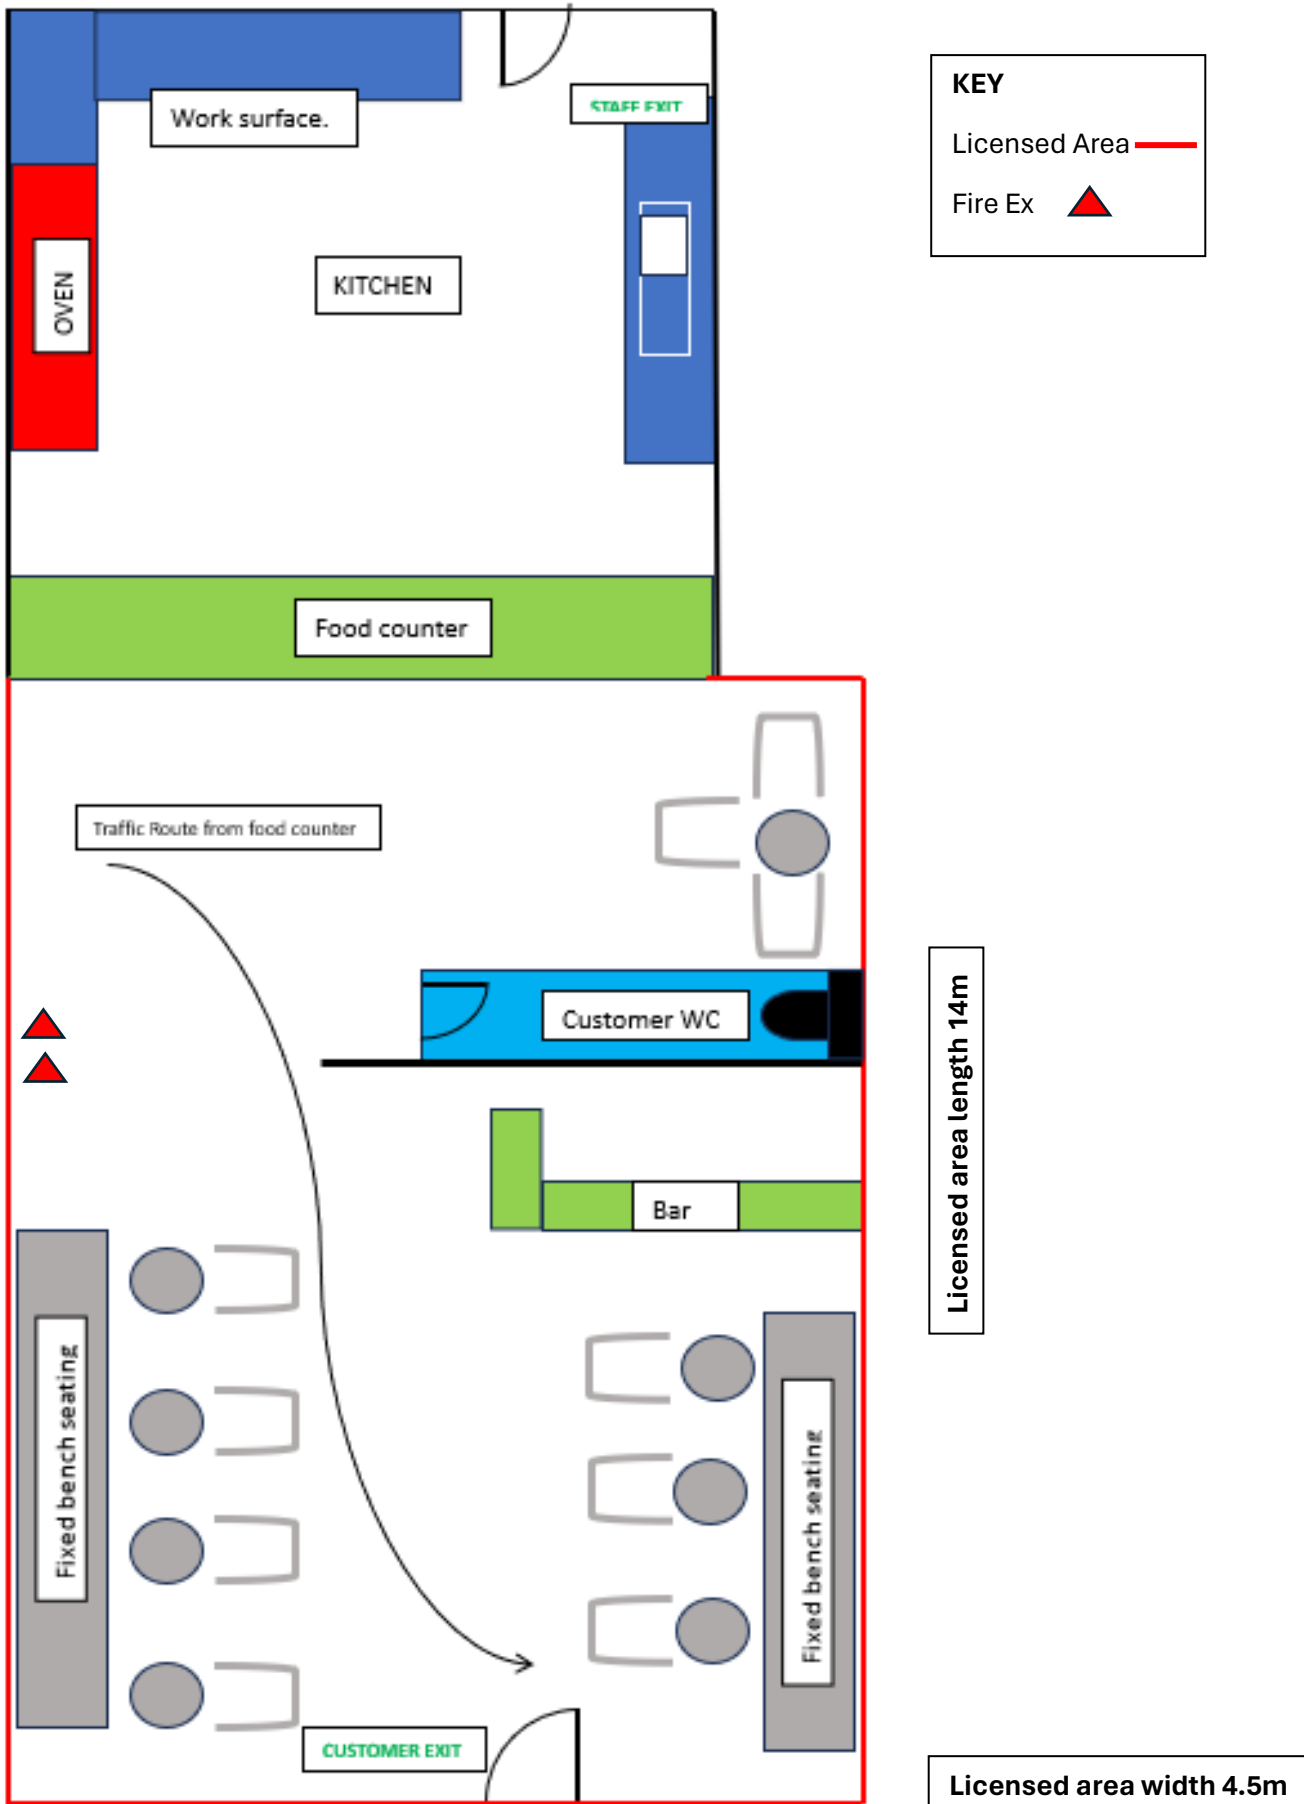 STAFF EXIT
Work surface.
OVEN
KITCHEN
Food counter
KEY
Licensed Area
Fire Ex
Traffic Route from food counter
Customer WC
Bar
Fixed bench seating
Fixed bench seating
CUSTOMER EXIT
Licensed area length 14m
Licensed area width 4.5m